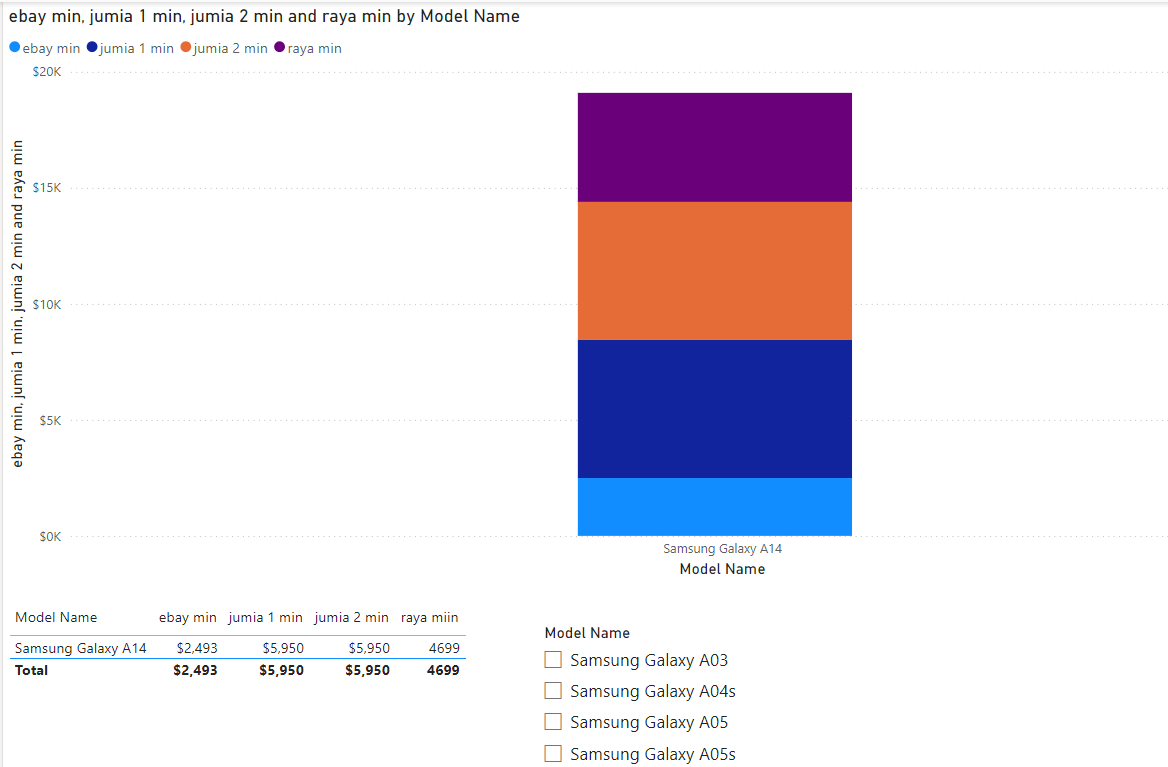 ebay min, jumia 1 min, jumia 2 min and raya min by Model Name
ebay min jumia 1 min jumia 2 min raya min
$20K
$15K
$10K
$5K
$0K
ebay min, jumia 1 min, jumia 2 min and raya min
Samsung Galaxy A14
Model Name
Model Name ebay min jumia 1 min jumia 2 min raya miin
Samsung Galaxy A14 $2,493 $5,950 $5,950 4699
Total $2,493 $5,950 $5,950 4699
Model Name
Samsung Galaxy A03
Samsung Galaxy A04s
Samsung Galaxy A05
Samsung Galaxy A05s